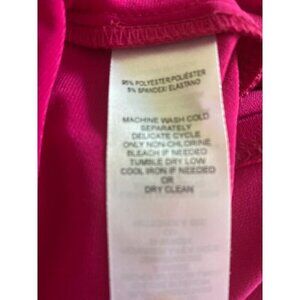 95% POLYESTER/POLIÉSTER
5% SPANDEX/ ELASTANO
MACHINE WASH COLD
SEPARATELY
DELICATE CYCLE
ONLY NON-CHLORINE
BLEACH IF NEEDED
TUMBLE DRY LOW
COOL IRON IF NEEDED
OR
DRY CLEAN